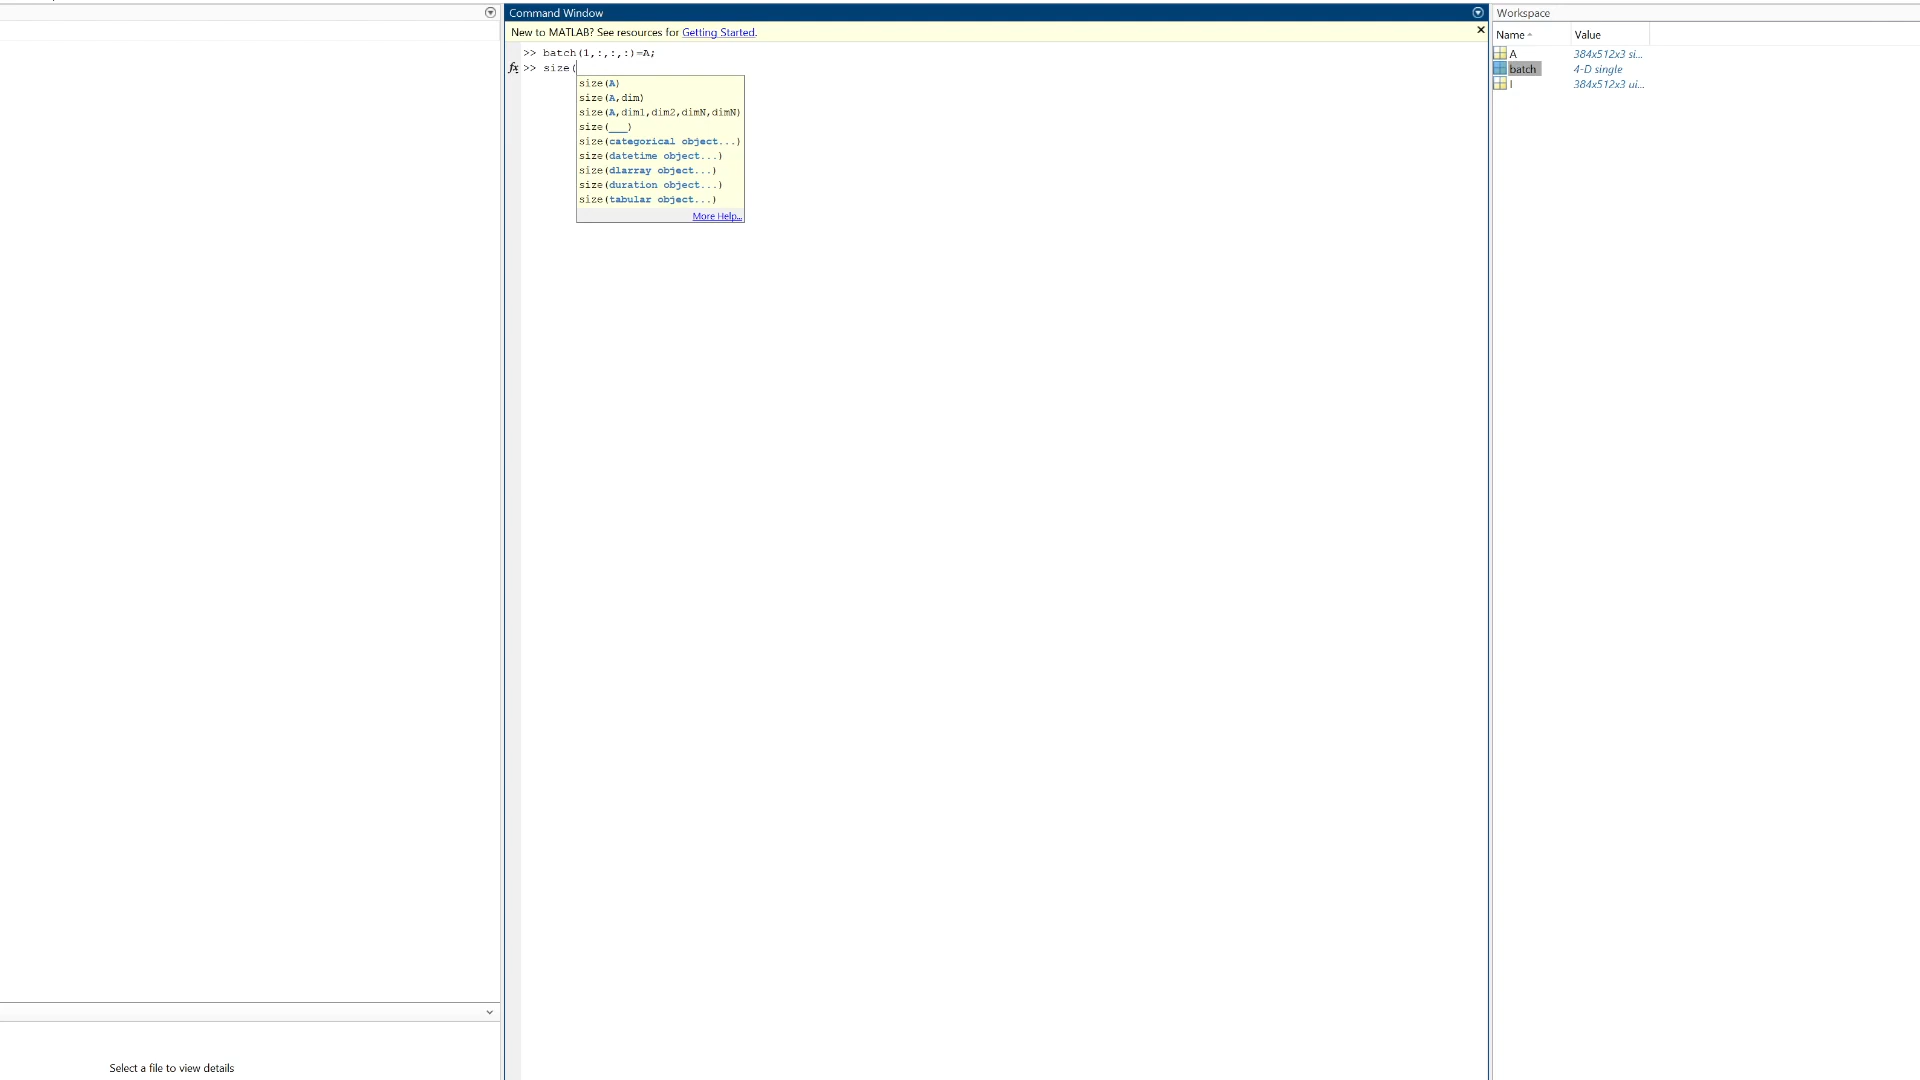 Command Window
New to MATLAB? See resources for Getting Started.
>> batch(1,:,:,:)=A;
fx >> size(
size(A)
size(A,dim)
size(A,dim1,dim2,dimN,dimN)
size(___)
size(categorical object...)
size(datetime object...)
size(dlarray object...)
size(duration object...)
size(tabular object...)
More Help...
Workspace
Name Value
A 384x512x3 si...
batch 4-D single
I 384x512x3 ui...
Select a file to view details